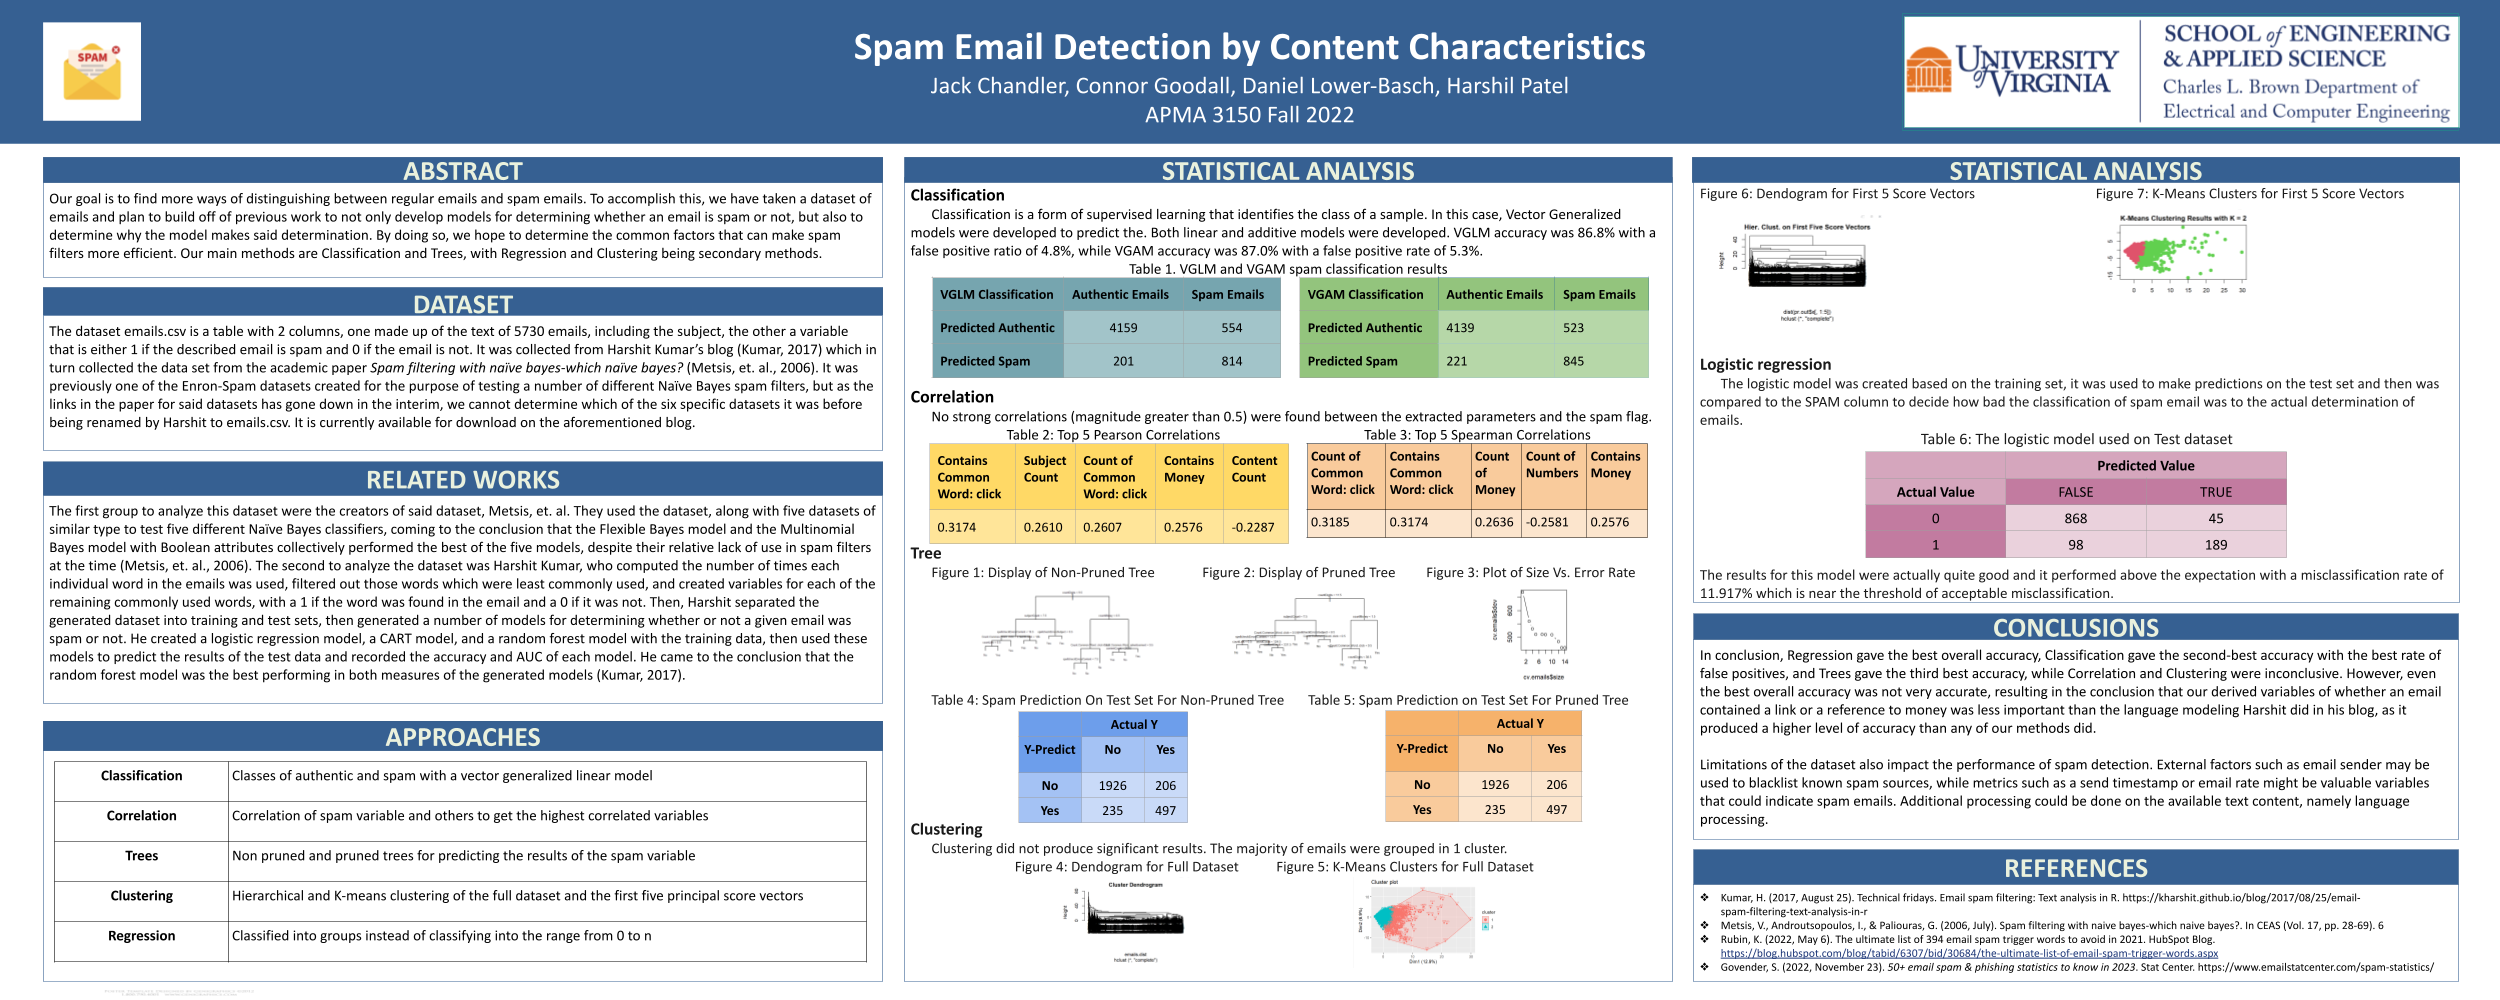 SPAM
Spam Email Detection by Content Characteristics
Jack Chandler, Connor Goodall, Daniel Lower-Basch, Harshil Patel
APMA 3150 Fall 2022
UNIVERSITY of VIRGINIA
SCHOOL of ENGINEERING
& APPLIED SCIENCE
Charles L. Brown Department of
Electrical and Computer Engineering
ABSTRACT
Our goal is to find more ways of distinguishing between regular emails and spam emails. To accomplish this, we have taken a dataset of
emails and plan to build off of previous work to not only develop models for determining whether an email is spam or not, but also to
determine why the model makes said determination. By doing so, we hope to determine the common factors that can make spam
filters more efficient. Our main methods are Classification and Trees, with Regression and Clustering being secondary methods.
DATASET
The dataset emails.csv is a table with 2 columns, one made up of the text of 5730 emails, including the subject, the other a variable
that is either 1 if the described email is spam and 0 if the email is not. It was collected from Harshit Kumar's blog (Kumar, 2017) which in
turn collected the data set from the academic paper Spam filtering with naïve bayes-which naïve bayes? (Metsis, et. al., 2006). It was
previously one of the Enron-Spam datasets created for the purpose of testing a number of different Naïve Bayes spam filters, but as the
links in the paper for said datasets has gone down in the interim, we cannot determine which of the six specific datasets it was before
being renamed by Harshit to emails.csv. It is currently available for download on the aforementioned blog.
RELATED WORKS
The first group to analyze this dataset were the creators of said dataset, Metsis, et. al. They used the dataset, along with five datasets of
similar type to test five different Naïve Bayes classifiers, coming to the conclusion that the Flexible Bayes model and the Multinomial
Bayes model with Boolean attributes collectively performed the best of the five models, despite their relative lack of use in spam filters
at the time (Metsis, et. al., 2006). The second to analyze the dataset was Harshit Kumar, who computed the number of times each
individual word in the emails was used, filtered out those words which were least commonly used, and created variables for each of the
remaining commonly used words, with a 1 if the word was found in the email and a 0 if it was not. Then, Harshit separated the
generated dataset into training and test sets, then generated a number of models for determining whether or not a given email was
spam or not. He created a logistic regression model, a CART model, and a random forest model with the training data, then used these
models to predict the results of the test data and recorded the accuracy and AUC of each model. He came to the conclusion that the
random forest model was the best performing in both measures of the generated models (Kumar, 2017).
APPROACHES
Classification Classes of authentic and spam with a vector generalized linear model
Correlation Correlation of spam variable and others to get the highest correlated variables
Trees Non pruned and pruned trees for predicting the results of the spam variable
Clustering Hierarchical and K-means clustering of the full dataset and the first five principal score vectors
Regression Classified into groups instead of classifying into the range from 0 to n
STATISTICAL ANALYSIS
Classification
Classification is a form of supervised learning that identifies the class of a sample. In this case, Vector Generalized
models were developed to predict the. Both linear and additive models were developed. VGLM accuracy was 86.8% with a
false positive ratio of 4.8%, while VGAM accuracy was 87.0% with a false positive rate of 5.3%.
Table 1. VGLM and VGAM spam classification results
VGLM Classification Authentic Emails Spam Emails
Predicted Authentic 4159 554
Predicted Spam 201 814
VGAM Classification Authentic Emails Spam Emails
Predicted Authentic 4139 523
Predicted Spam 221 845
Correlation
No strong correlations (magnitude greater than 0.5) were found between the extracted parameters and the spam flag.
Table 2: Top 5 Pearson Correlations
Contains Subject Count of Contains Content
Common Count Common Money Count
Word: click Word: click
0.3174 0.2610 0.2607 0.2576 -0.2287
Table 3: Top 5 Spearman Correlations
Count of Contains Count Count of Contains
Common Common of Numbers Money
Word: click Word: click Money
0.3185 0.3174 0.2636 -0.2581 0.2576
Tree
Figure 1: Display of Non-Pruned Tree
Figure 2: Display of Pruned Tree
Figure 3: Plot of Size Vs. Error Rate
cv.emails$dev
500 600
2 6 10 14
cv.emails$size
Table 4: Spam Prediction On Test Set For Non-Pruned Tree
Actual Y
Y-Predict No Yes
No 1926 206
Yes 235 497
Table 5: Spam Prediction on Test Set For Pruned Tree
Actual Y
Y-Predict No Yes
No 1926 206
Yes 235 497
Clustering
Clustering did not produce significant results. The majority of emails were grouped in 1 cluster.
Figure 4: Dendogram for Full Dataset
Cluster Dendrogram
Height
emails.dist
hclust (*, "complete")
Figure 5: K-Means Clusters for Full Dataset
Cluster plot
cluster
Dim1 (12.8%)
STATISTICAL ANALYSIS
Figure 6: Dendogram for First 5 Score Vectors
Hier. Clust. on First Five Score Vectors
Height
0 20 40
hclust (*, "complete")
Figure 7: K-Means Clusters for First 5 Score Vectors
K-Means Clustering Results with K = 2
0 5 10 15 20 25 30
Logistic regression
The logistic model was created based on the training set, it was used to make predictions on the test set and then was
compared to the SPAM column to decide how bad the classification of spam email was to the actual determination of
emails.
Table 6: The logistic model used on Test dataset
Predicted Value
Actual Value FALSE TRUE
0 868 45
1 98 189
The results for this model were actually quite good and it performed above the expectation with a misclassification rate of
11.917% which is near the threshold of acceptable misclassification.
CONCLUSIONS
In conclusion, Regression gave the best overall accuracy, Classification gave the second-best accuracy with the best rate of
false positives, and Trees gave the third best accuracy, while Correlation and Clustering were inconclusive. However, even
the best overall accuracy was not very accurate, resulting in the conclusion that our derived variables of whether an email
contained a link or a reference to money was less important than the language modeling Harshit did in his blog, as it
produced a higher level of accuracy than any of our methods did.
Limitations of the dataset also impact the performance of spam detection. External factors such as email sender may be
used to blacklist known spam sources, while metrics such as a send timestamp or email rate might be valuable variables
that could indicate spam emails. Additional processing could be done on the available text content, namely language
processing.
REFERENCES
❖ Kumar, H. (2017, August 25). Technical fridays. Email spam filtering: Text analysis in R. https://kharshit.github.io/blog/2017/08/25/email-
spam-filtering-text-analysis-in-r
❖ Metsis, V., Androutsopoulos, I., & Paliouras, G. (2006, July). Spam filtering with naive bayes-which naive bayes?. In CEAS (Vol. 17, pp. 28-69). 6
❖ Rubin, K. (2022, May 6). The ultimate list of 394 email spam trigger words to avoid in 2021. HubSpot Blog.
https://blog.hubspot.com/blog/tabid/6307/bid/30684/the-ultimate-list-of-email-spam-trigger-words.aspx
❖ Govender, S. (2022, November 23). 50+ email spam & phishing statistics to know in 2023. Stat Center. https://www.emailstatcenter.com/spam-statistics/